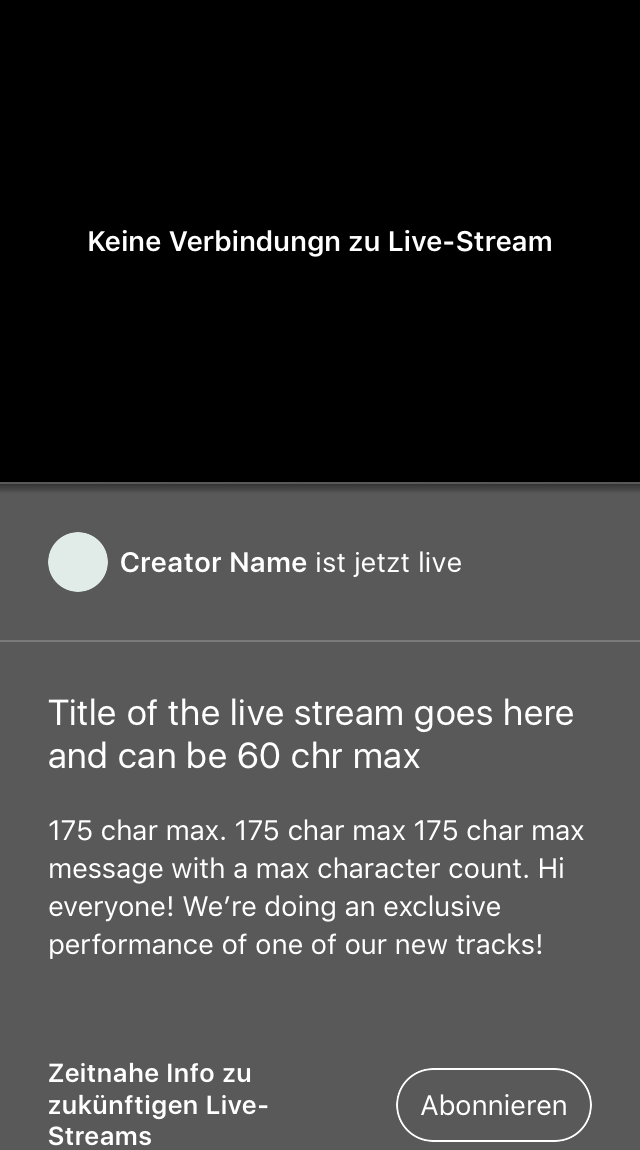 Keine Verbindungn zu Live-Stream
Creator Name ist jetzt live
Title of the live stream goes here
and can be 60 chr max
175 char max. 175 char max 175 char max
message with a max character count. Hi
everyone! We’re doing an exclusive
performance of one of our new tracks!
Zeitnahe Info zu
zukünftigen Live-
Streams
Abonnieren